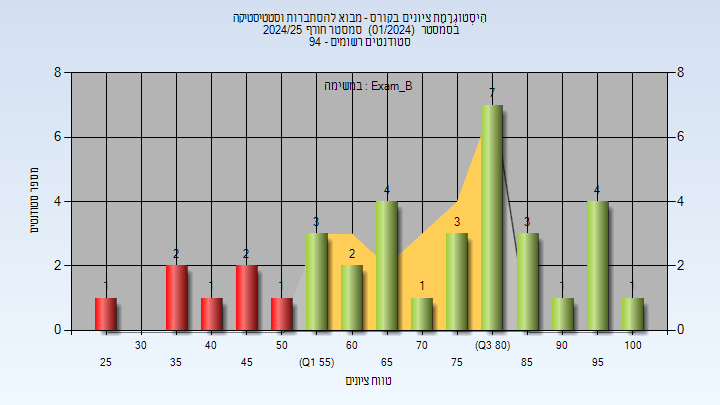 היסטוגרמת ציונים בקורס - מבוא להסתברות וסטטיסטיקה
בסמסטר (01/2024) סמסטר חורף 2024/25
סטודנטים רשומים - 94
במשימה : Exam_B
8 8
7
6 6
מספר סטודנטים
4 4 4 4
3 3 3
2 2 2 2 2
1 1 1 1 1 1
0 0
30 40 50 60 70 (Q3 80) 90 100
25 35 45 (Q1 55) 65 75 85 95
טווח ציונים